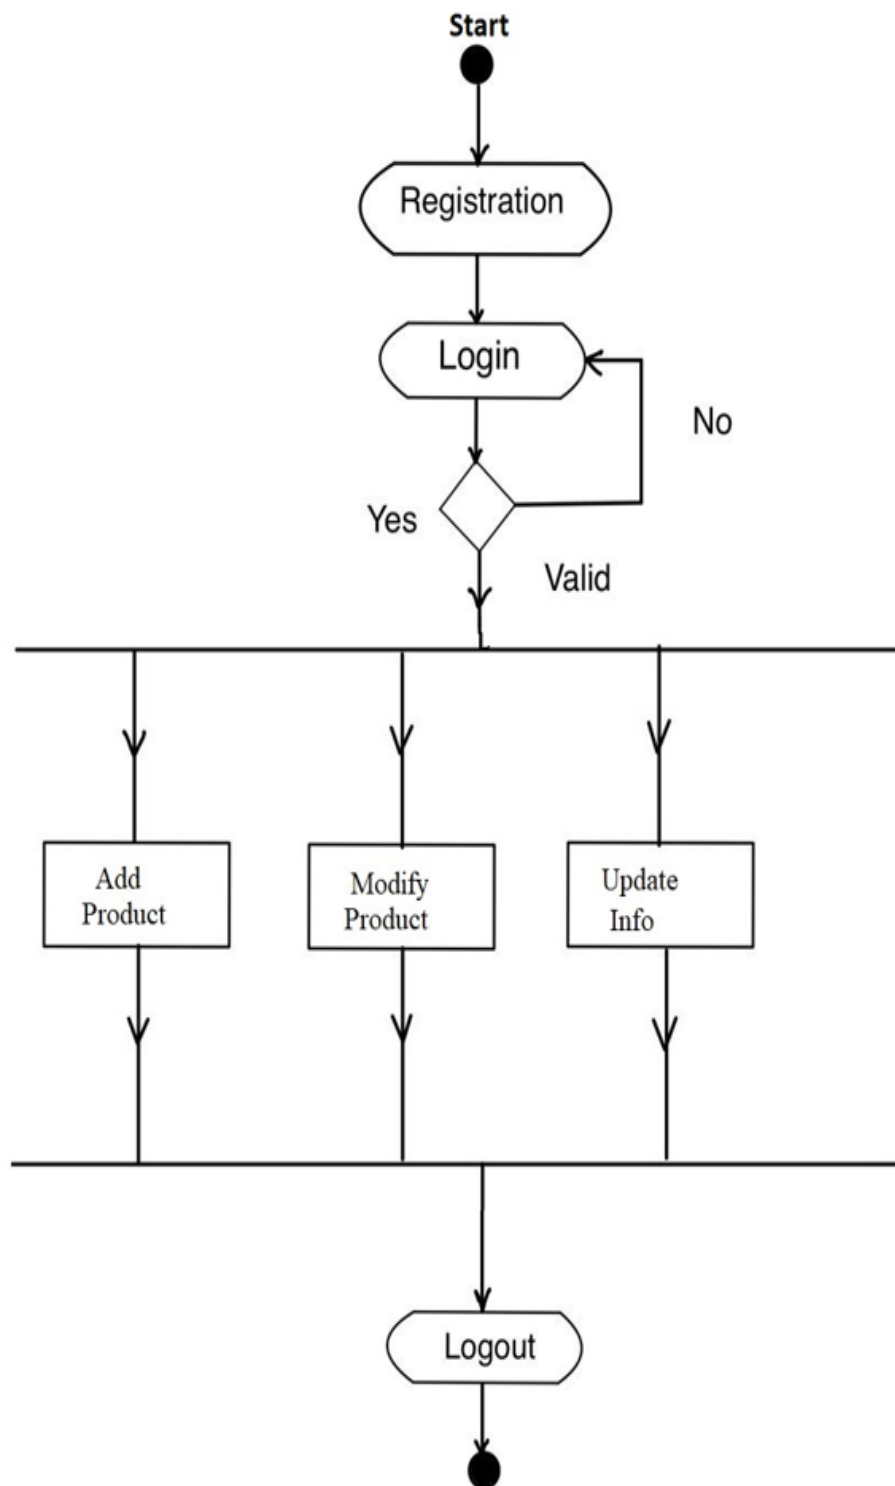 Start
Registration
Login
No
Yes
Valid
Add
Product
Modify
Product
Update
Info
Logout